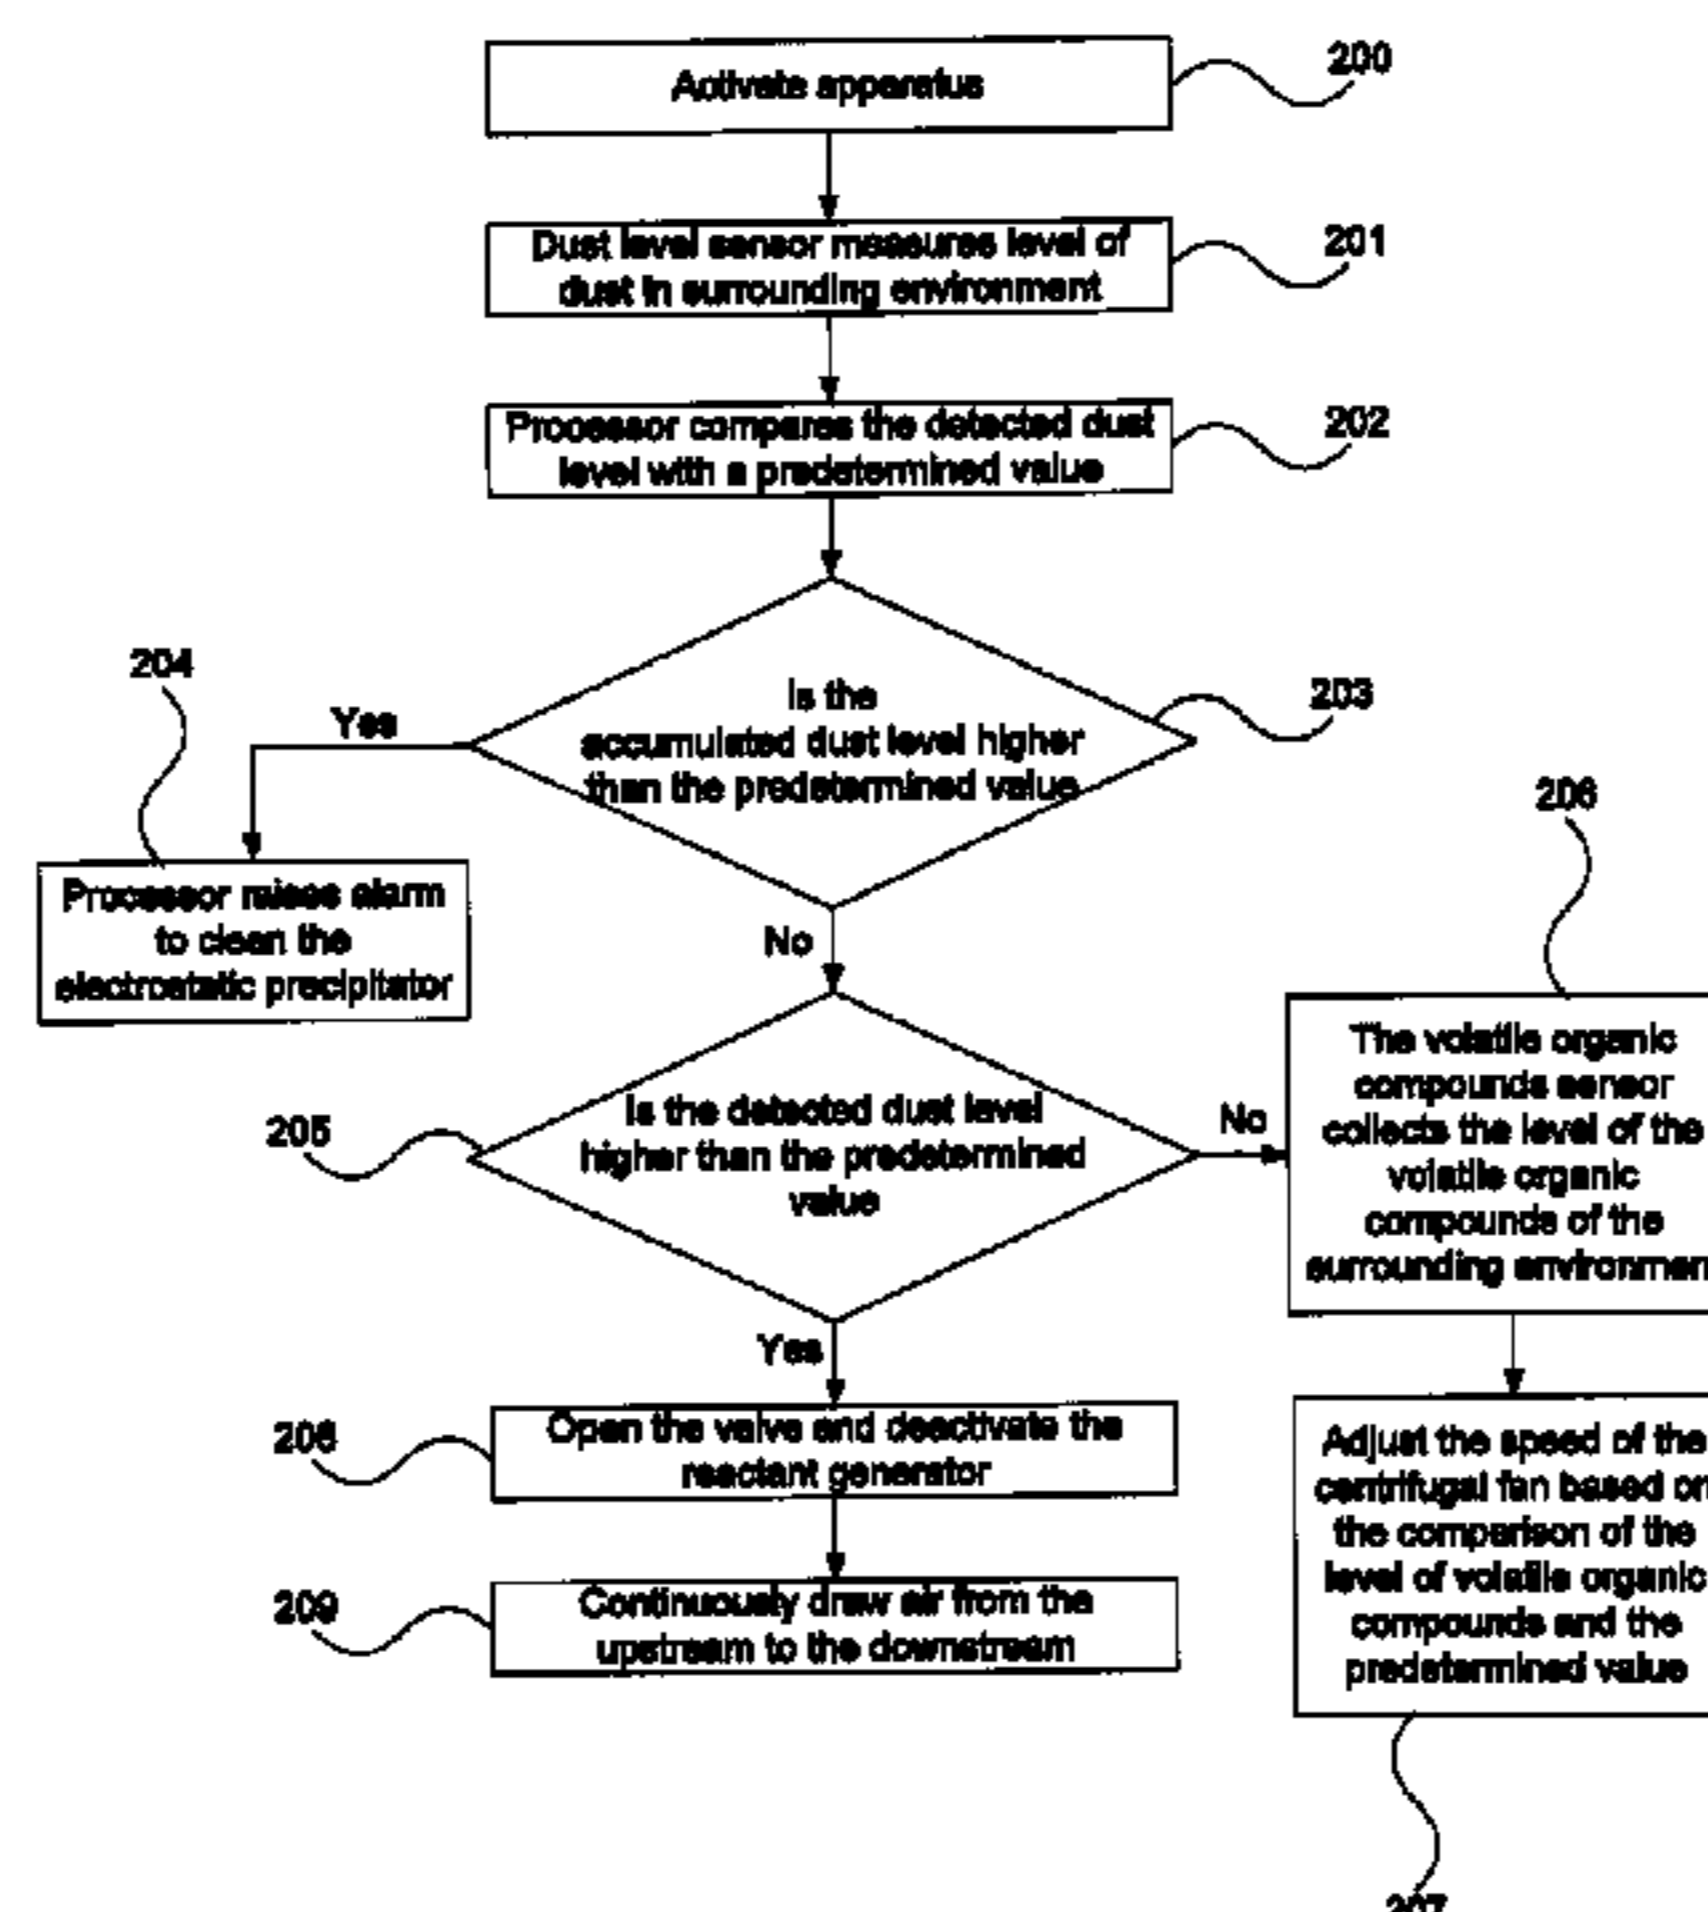 Activate apparatus
200
Dust level sensor measures level of
dust in surrounding environment
201
Processor compares the detected dust
level with a predetermined value
202
Is the
accumulated dust level higher
than the predetermined value
203
Yes
204
Processor raises alarm
to clean the
electrostatic precipitator
No
Is the detected dust level
higher than the predetermined
value
205
No
206
The volatile organic
compounds sensor
collects the level of the
volatile organic
compounds of the
surrounding environmen
Yes
Open the valve and deactivate the
reactant generator
208
Continuously draw air from the
upstream to the downstream
209
Adjust the speed of the
centrifugal fan based on
the comparison of the
level of volatile organic
compounds and the
predetermined value
207